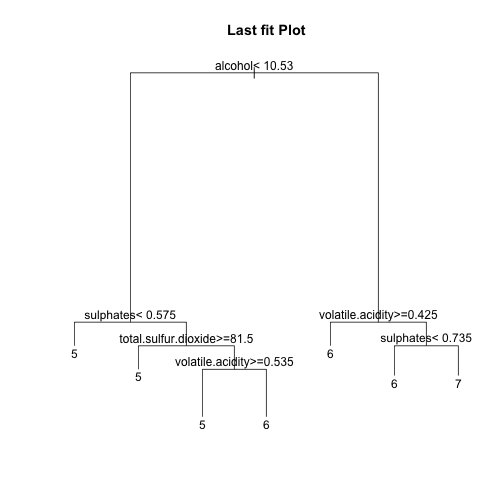 Last fit Plot
alcohol< 10.53
sulphates< 0.575
volatile.acidity>=0.425
5
total.sulfur.dioxide>=81.5
6
sulphates< 0.735
5
volatile.acidity>=0.535
6
7
5
6